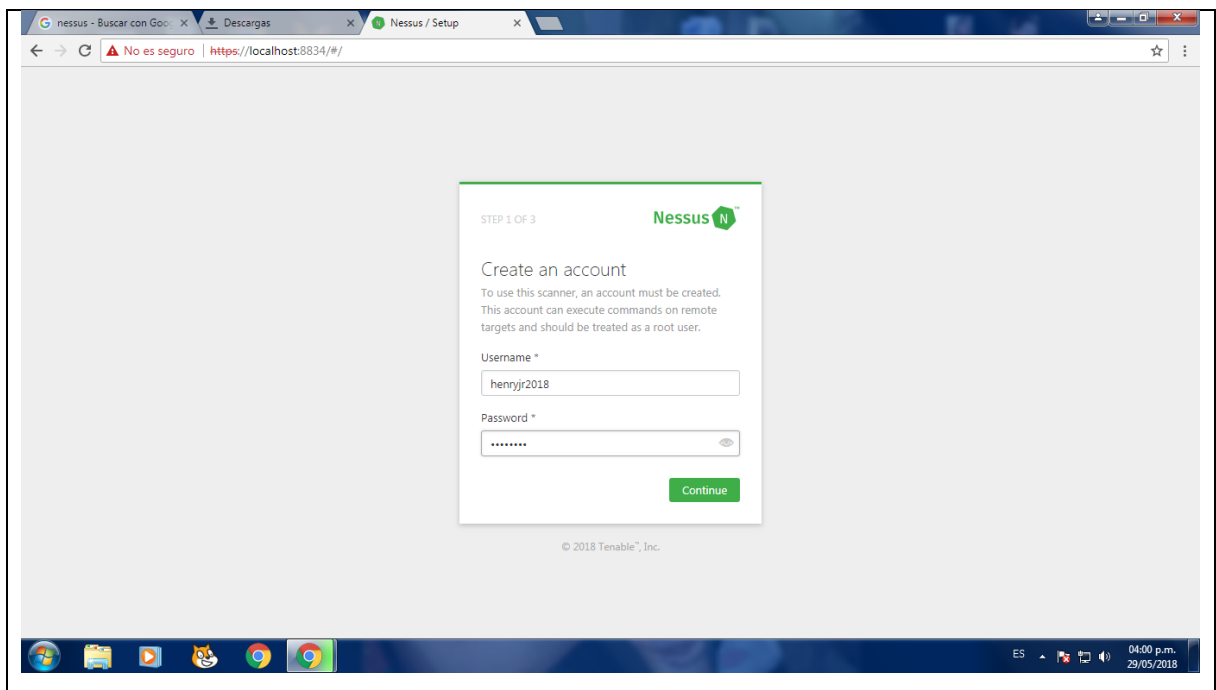 nessus - Buscar con Goo
Descargas
Nessus / Setup
No es seguro | https://localhost:8834/#/
STEP 1 OF 3
Nessus N ™
Create an account
To use this scanner, an account must be created.
This account can execute commands on remote
targets and should be treated as a root user.
Username *
henryjr2018
Password *
••••••••
Continue
© 2018 Tenable™, Inc.
ES
04:00 p.m.
29/05/2018